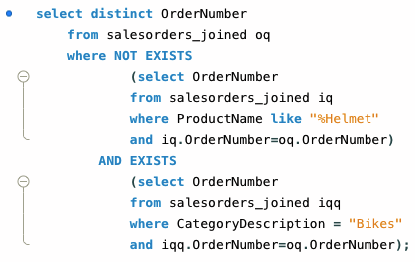 select distinct OrderNumber
from salesorders_joined oq
where NOT EXISTS
(select OrderNumber
from salesorders_joined iq
where ProductName like "%Helmet"
and iq.OrderNumber=oq.OrderNumber)
AND EXISTS
(select OrderNumber
from salesorders_joined iqq
where CategoryDescription = "Bikes"
and iqq.OrderNumber=oq.OrderNumber);